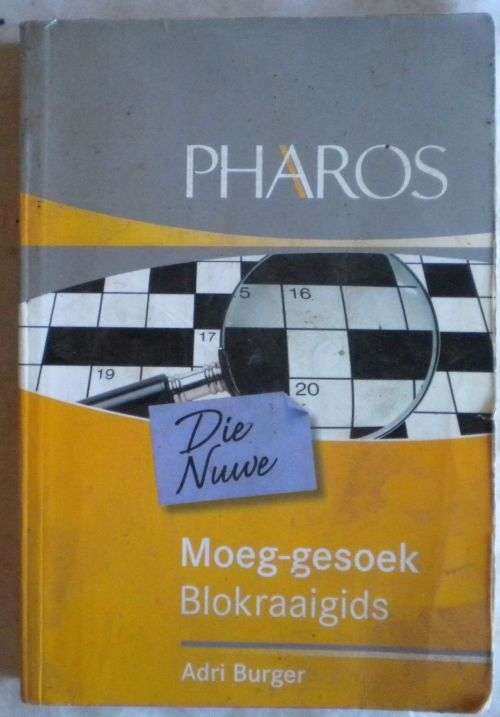 PHAROS
5 16
17
19
20
Die
Nuwe
Moeg-gesoek
Blokraaigids
Adri Burger